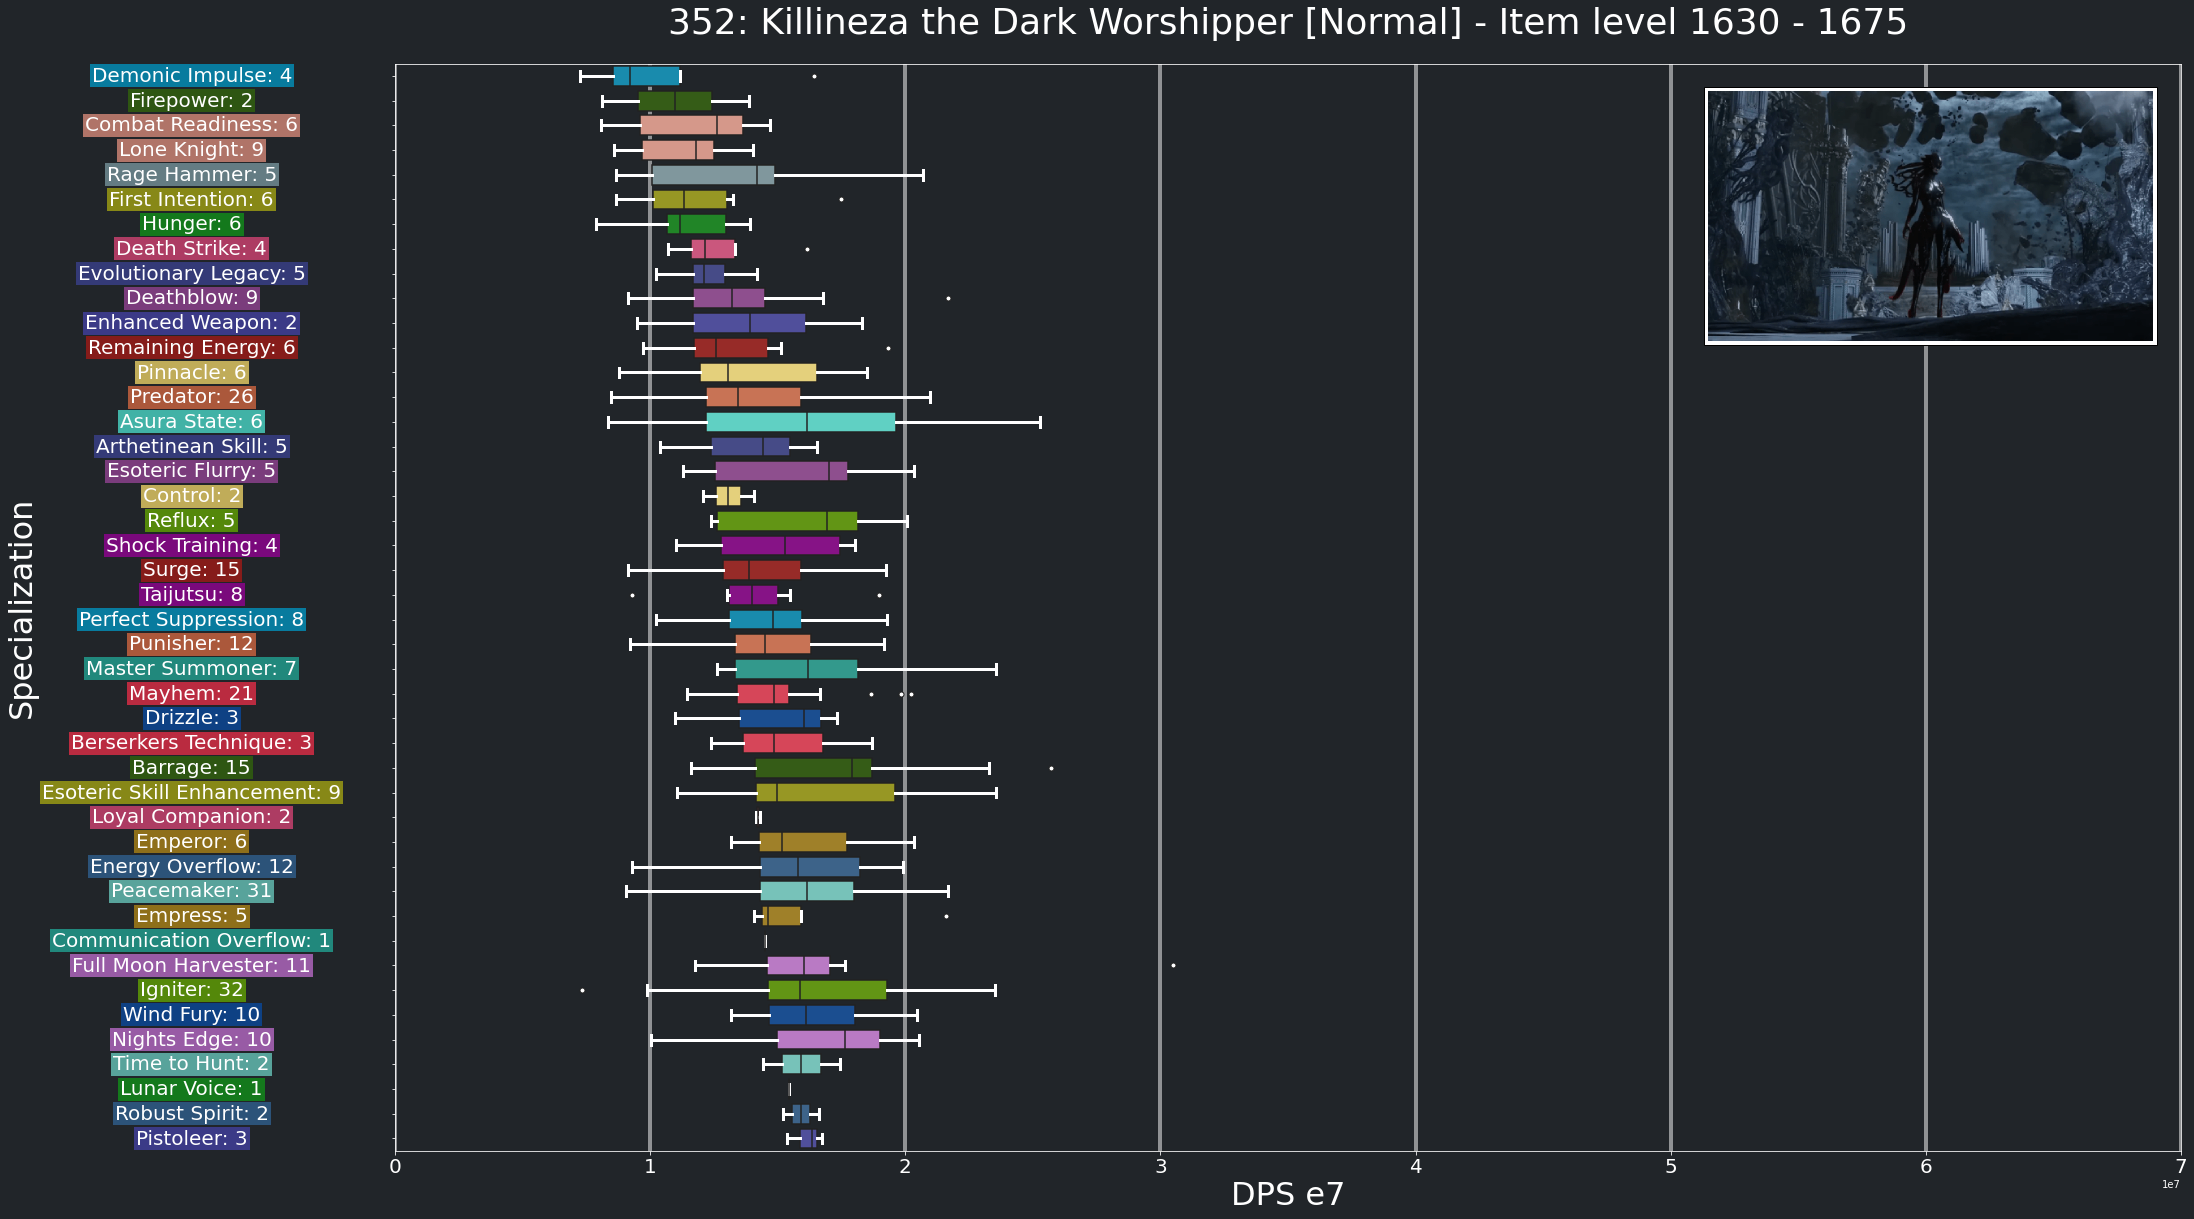 352: Killineza the Dark Worshipper [Normal] - Item level 1630 - 1675
Specialization
Demonic Impulse: 4
Firepower: 2
Combat Readiness: 6
Lone Knight: 9
Rage Hammer: 5
First Intention: 6
Hunger: 6
Death Strike: 4
Evolutionary Legacy: 5
Deathblow: 9
Enhanced Weapon: 2
Remaining Energy: 6
Pinnacle: 6
Predator: 26
Asura State: 6
Arthetinean Skill: 5
Esoteric Flurry: 5
Control: 2
Reflux: 5
Shock Training: 4
Surge: 15
Taijutsu: 8
Perfect Suppression: 8
Punisher: 12
Master Summoner: 7
Mayhem: 21
Drizzle: 3
Berserkers Technique: 3
Barrage: 15
Esoteric Skill Enhancement: 9
Loyal Companion: 2
Emperor: 6
Energy Overflow: 12
Peacemaker: 31
Empress: 5
Communication Overflow: 1
Full Moon Harvester: 11
Igniter: 32
Wind Fury: 10
Nights Edge: 10
Time to Hunt: 2
Lunar Voice: 1
Robust Spirit: 2
Pistoleer: 3
0 1 2 3 4 5 6 7
1e7
DPS e7